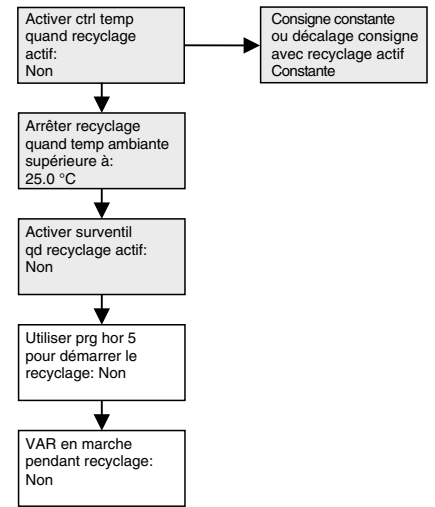 Activer ctrl temp
quand recyclage
actif:
Non
Consigne constante
ou décalage consigne
avec recyclage actif
Constante
Arrêter recyclage
quand temp ambiante
supérieure à:
25.0 °C
Activer surventil
qd recyclage actif:
Non
Utiliser prg hor 5
pour démarrer le
recyclage: Non
VAR en marche
pendant recyclage:
Non